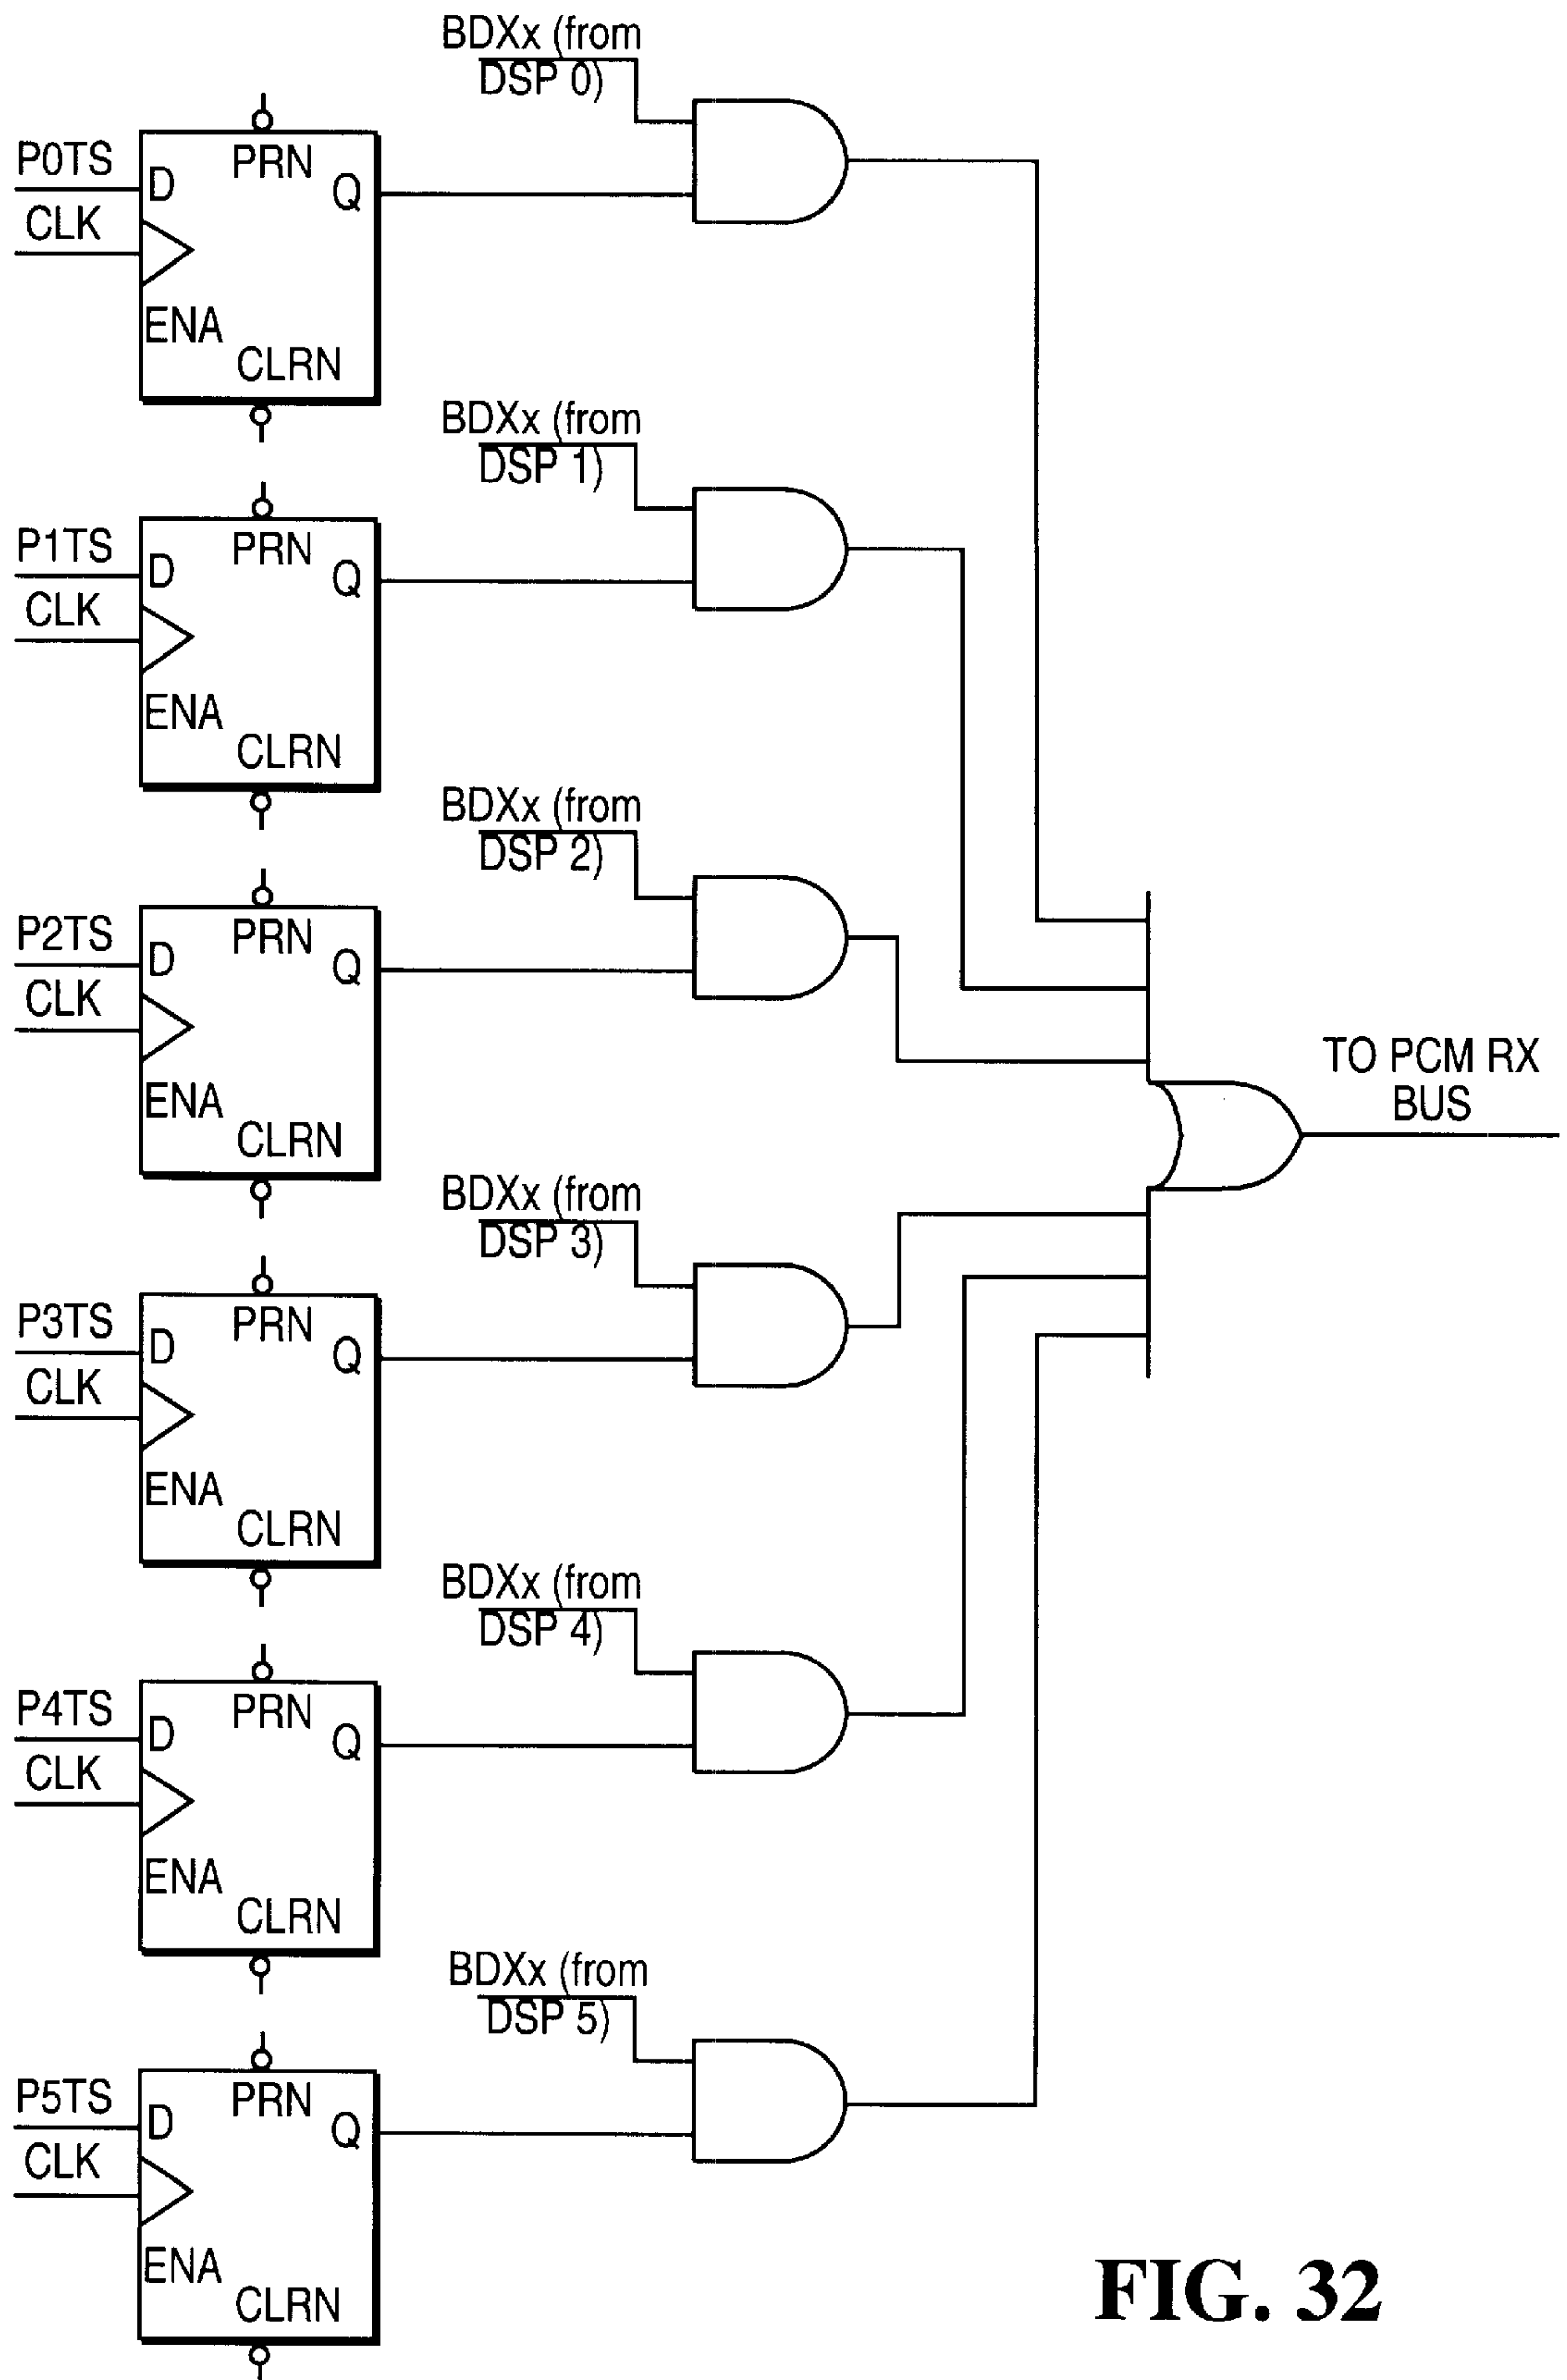 BDXx (from
DSP 0)
P0TS
CLK
D
PRN
Q
ENA
CLRN
BDXx (from
DSP 1)
P1TS
CLK
D
PRN
Q
ENA
CLRN
BDXx (from
DSP 2)
P2TS
CLK
D
PRN
Q
ENA
CLRN
TO PCM RX
BUS
BDXx (from
DSP 3)
P3TS
CLK
D
PRN
Q
ENA
CLRN
BDXx (from
DSP 4)
P4TS
CLK
D
PRN
Q
ENA
CLRN
BDXx (from
DSP 5)
P5TS
CLK
D
PRN
Q
ENA
CLRN
FIG. 32